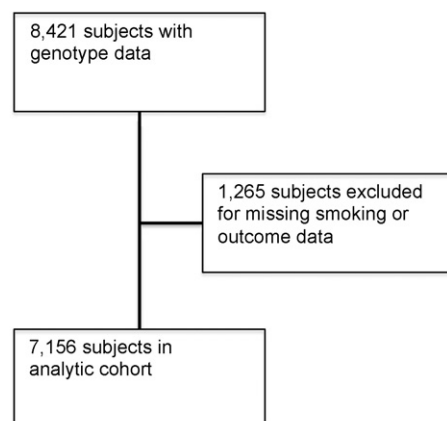 8,421 subjects with
genotype data
1,265 subjects excluded
for missing smoking or
outcome data
7,156 subjects in
analytic cohort